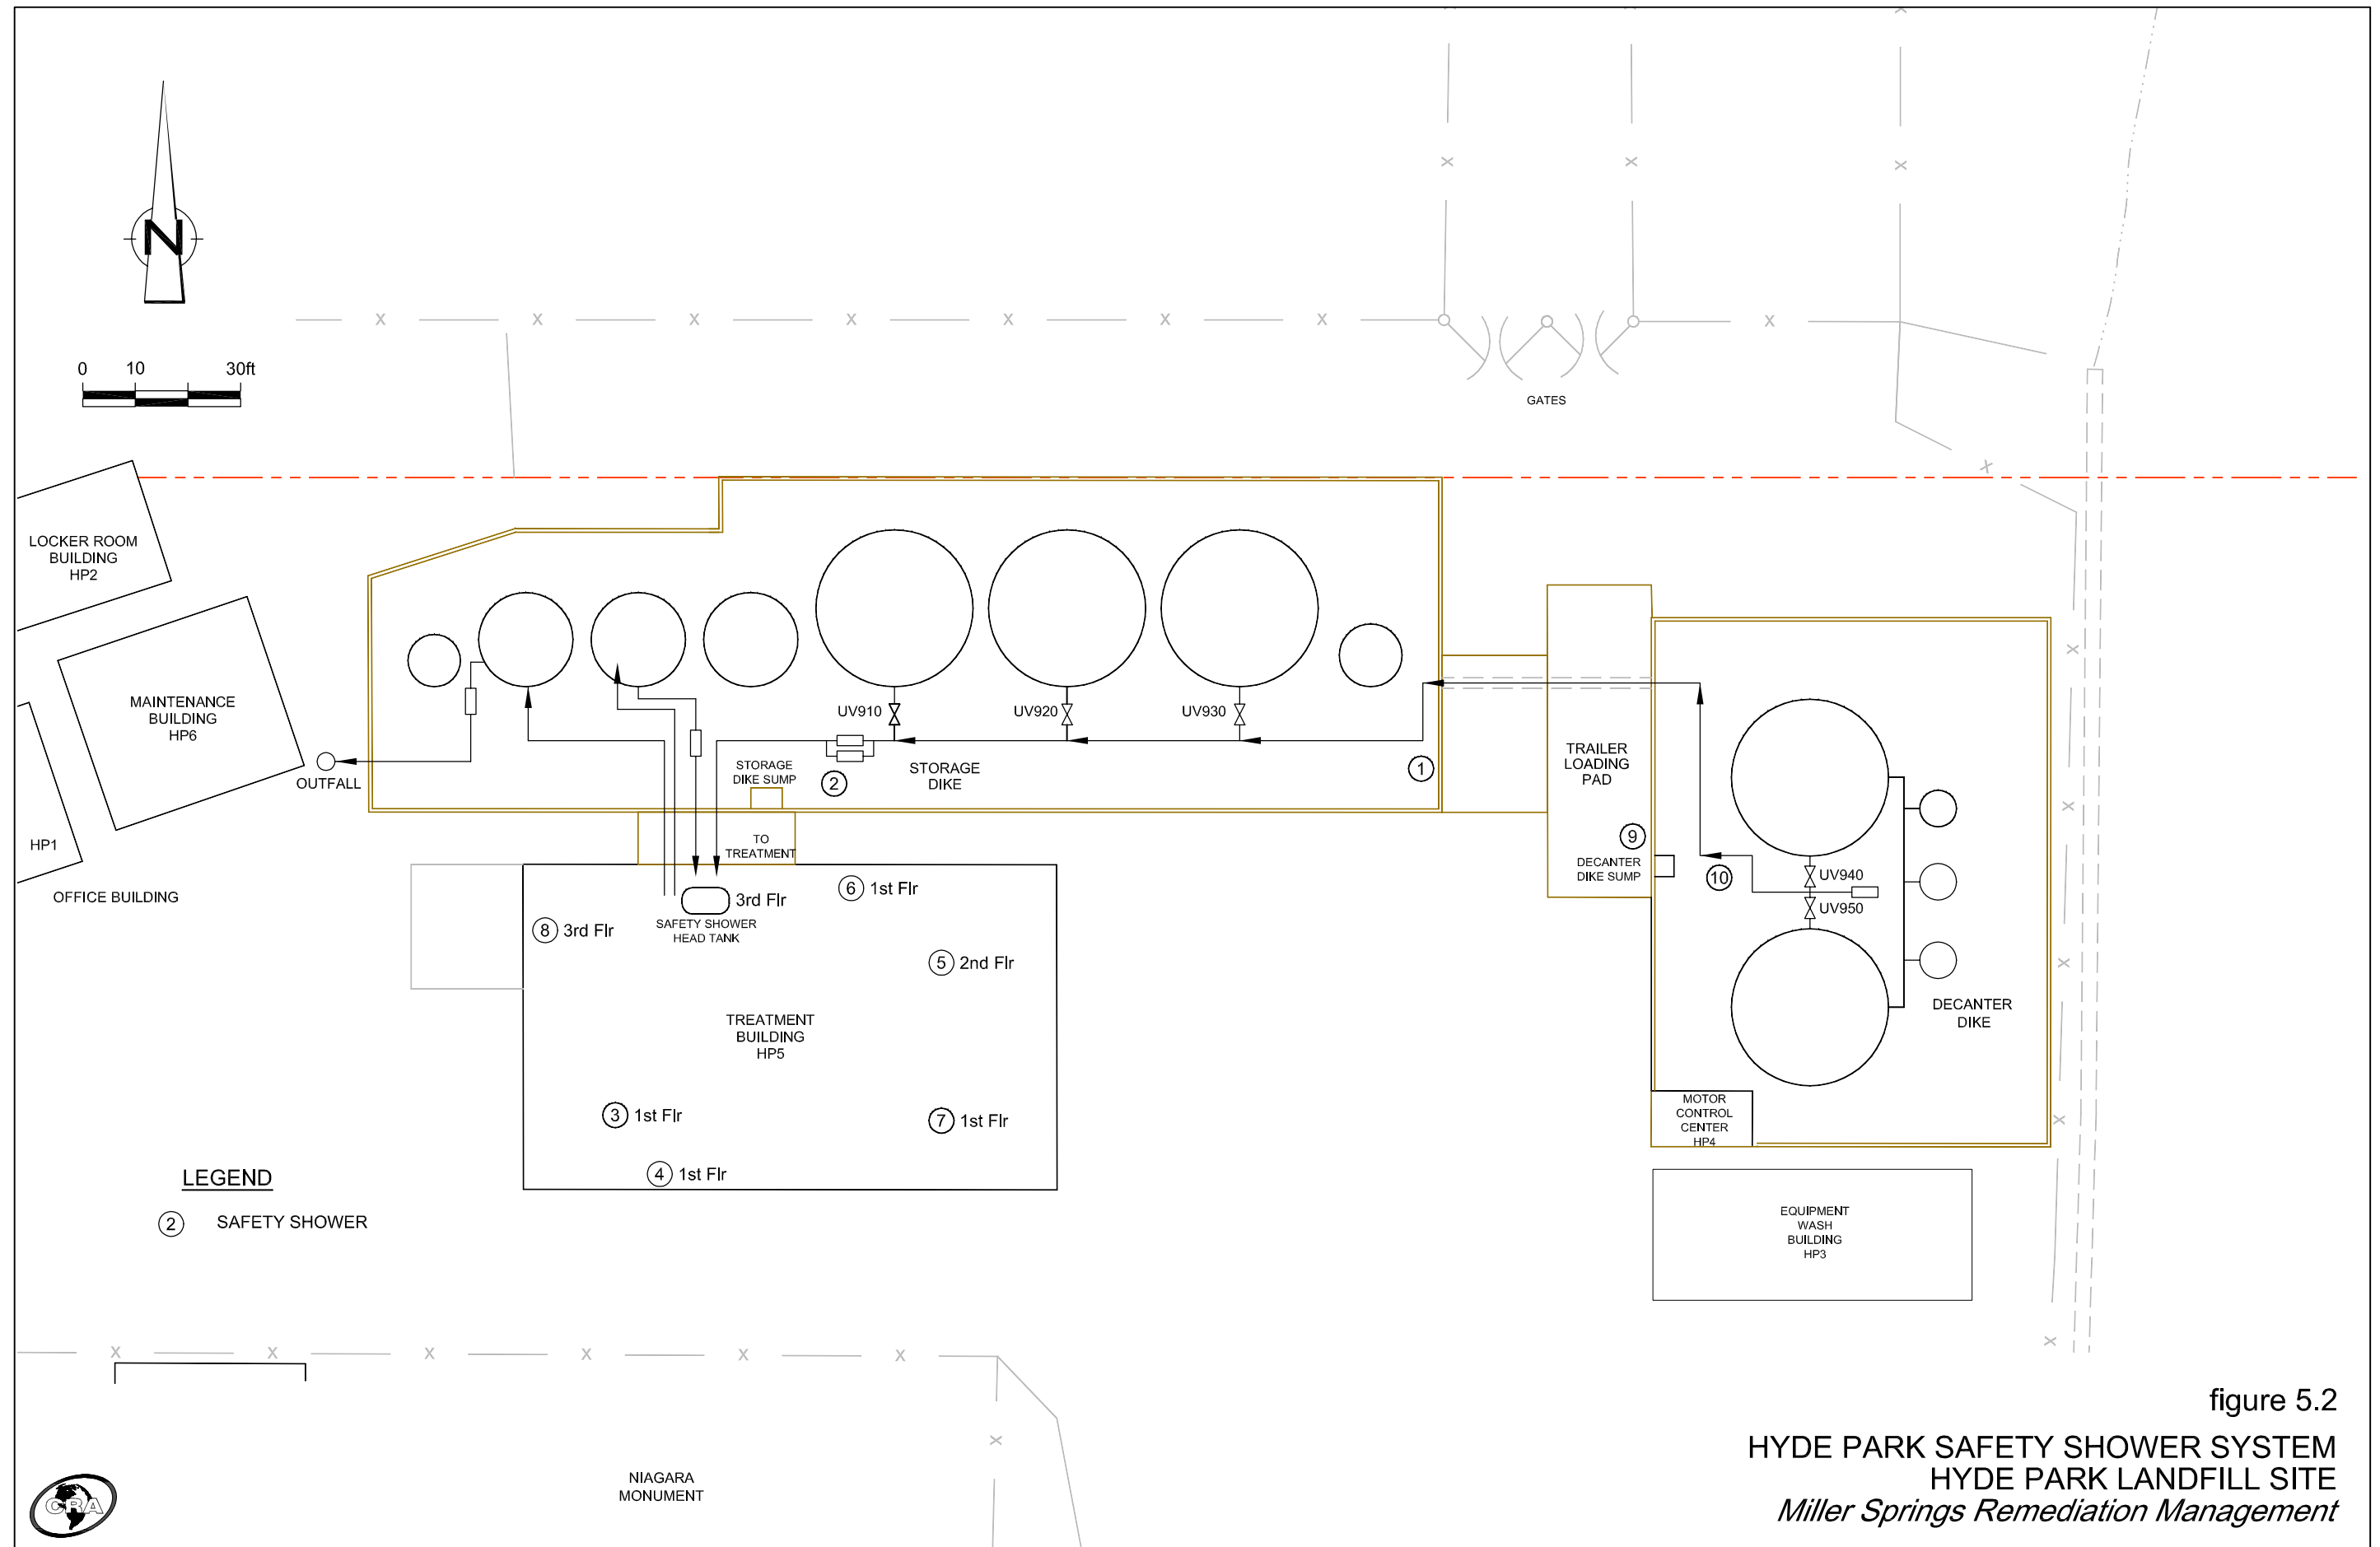 N
0 10 30ft
X X X X X X X X
X X X
GATES
X
LOCKER ROOM
BUILDING
HP2
MAINTENANCE
BUILDING
HP6
HP1
OFFICE BUILDING
OUTFALL
UV910
UV920
UV930
STORAGE
DIKE SUMP
2
STORAGE
DIKE
1
TO
TREATMENT
TRAILER
LOADING
PAD
9
DECANTER
DIKE SUMP
10
UV940
UV950
DECANTER
DIKE
X
X
X
X
X
MOTOR
CONTROL
CENTER
HP4
EQUIPMENT
WASH
BUILDING
HP3
3rd Flr
SAFETY SHOWER
HEAD TANK
6 1st Flr
8 3rd Flr
5 2nd Flr
TREATMENT
BUILDING
HP5
3 1st Flr
7 1st Flr
4 1st Flr
LEGEND
2 SAFETY SHOWER
X X X X X X
X
NIAGARA
MONUMENT
CRA
figure 5.2
HYDE PARK SAFETY SHOWER SYSTEM
HYDE PARK LANDFILL SITE
Miller Springs Remediation Management